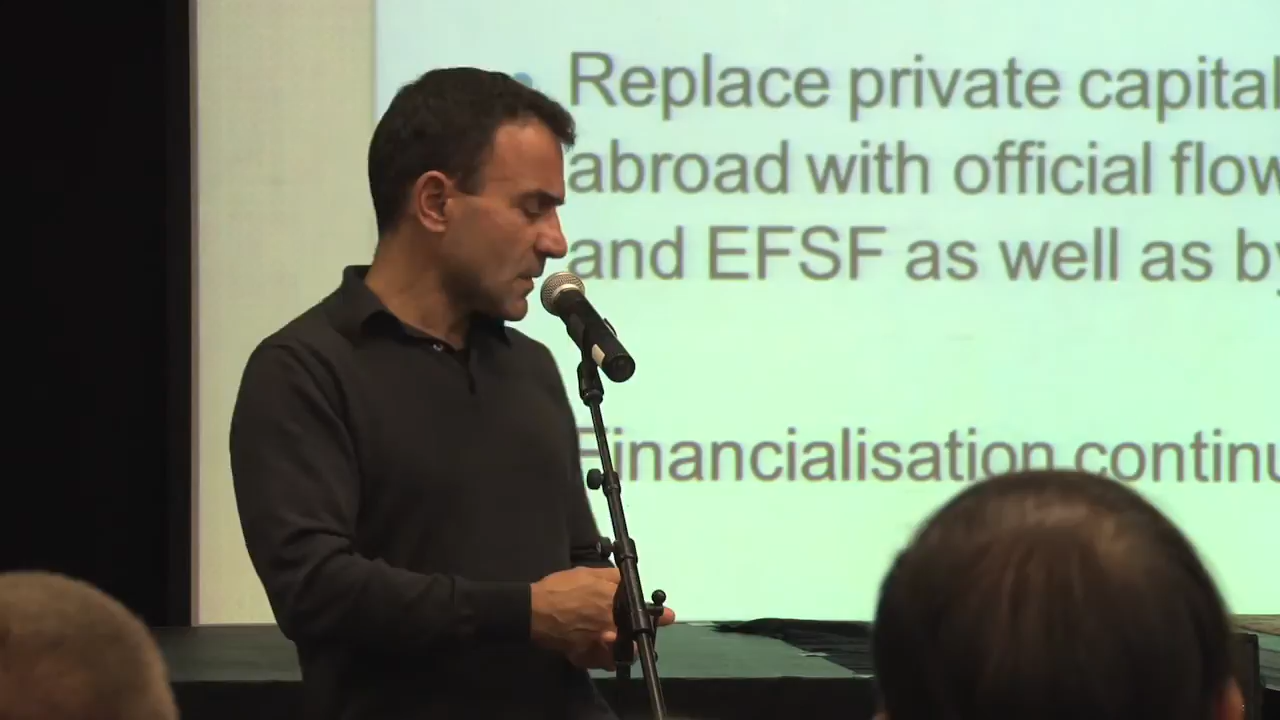 Replace private capital
abroad with official flow
and EFSF as well as by
Financialisation continu